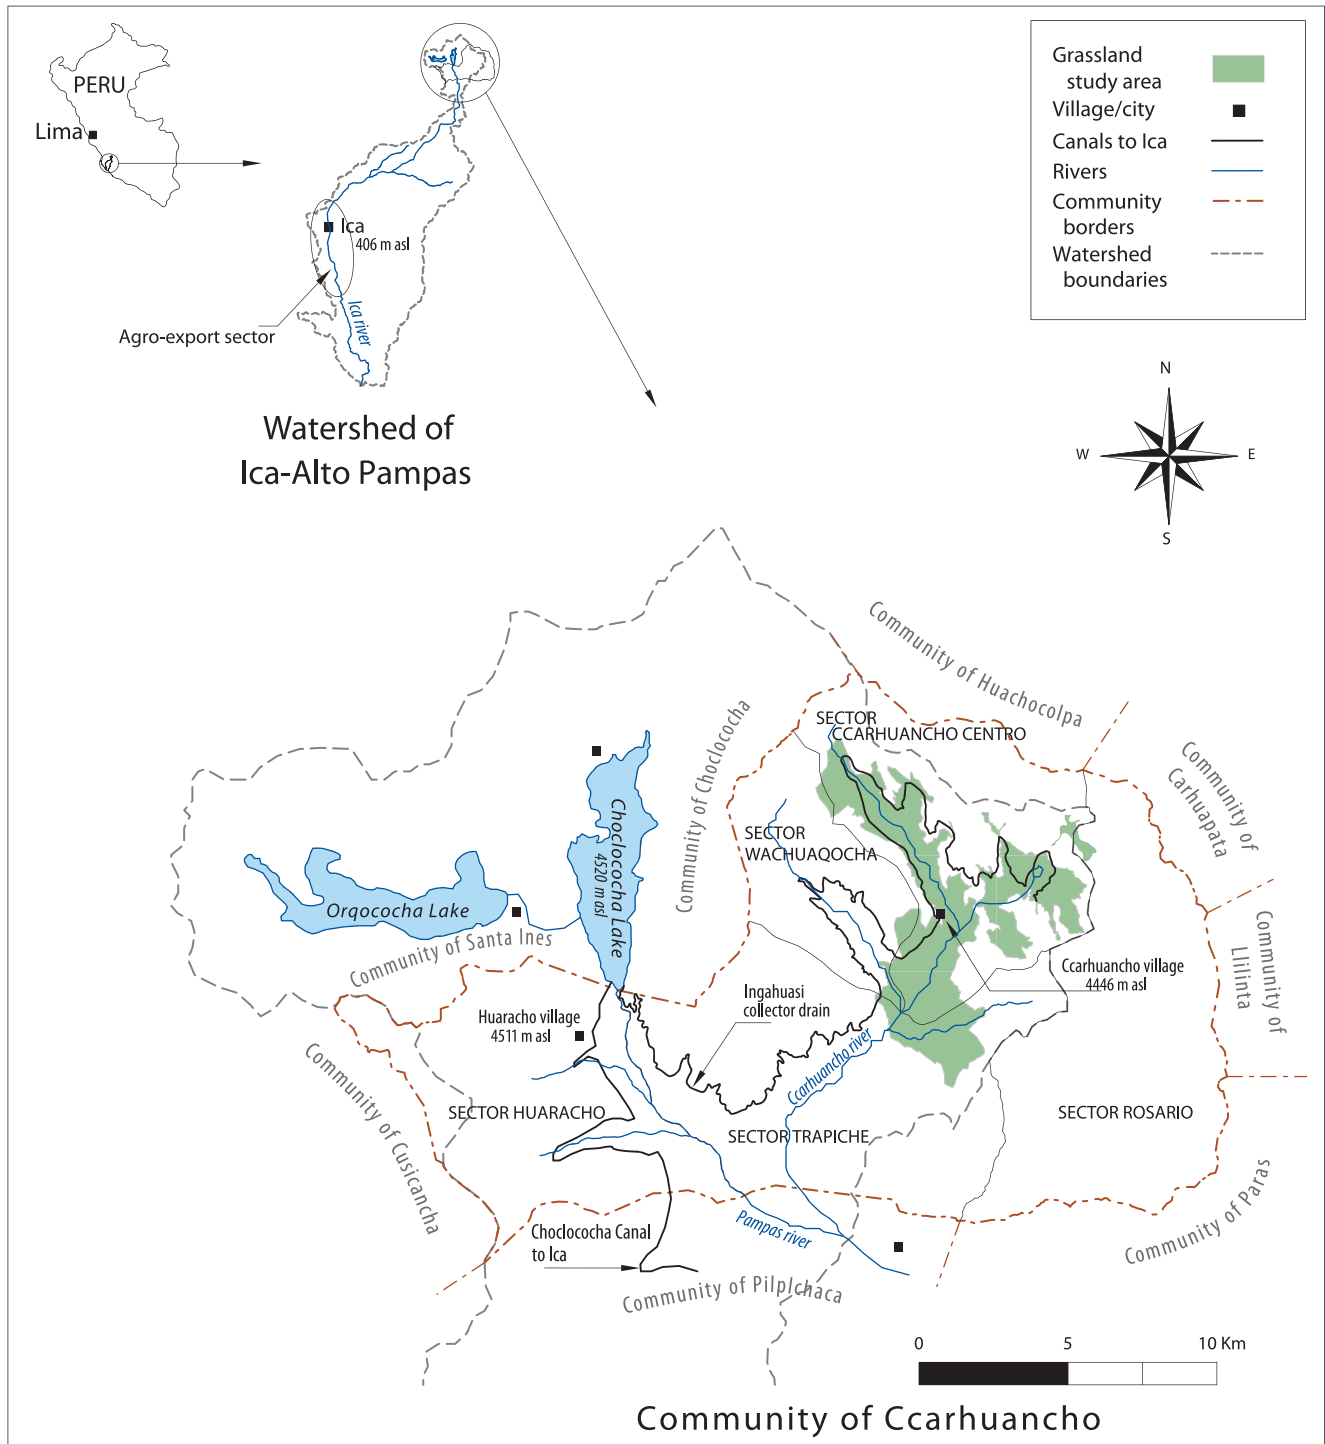 PERU
Lima
Ica
406 m asl
Ica river
Agro-export sector
Watershed of
Ica-Alto Pampas
Grassland
study area
Village/city
Canals to Ica
Rivers
Community
borders
Watershed
boundaries
N
W
E
S
Community of Huachocolpa
Community of
Carhuapata
Community of
Llilinta
Community of Paras
Community of Choclococha
SECTOR
CCARHUANCHO CENTRO
SECTOR
WACHUAQOCHA
Choclococha Lake
4520 m asl
Orqococha Lake
Community of Santa Ines
Ccarhuancho village
4446 m asl
Ingahuasi
collector drain
Huaracho village
4511 m asl
Ccarhuancho river
Community of Cusicancha
SECTOR HUARACHO
SECTOR TRAPICHE
SECTOR ROSARIO
Pampas river
Choclococha Canal
to Ica
Community of Pilplchaca
0 5 10 Km
Community of Ccarhuancho